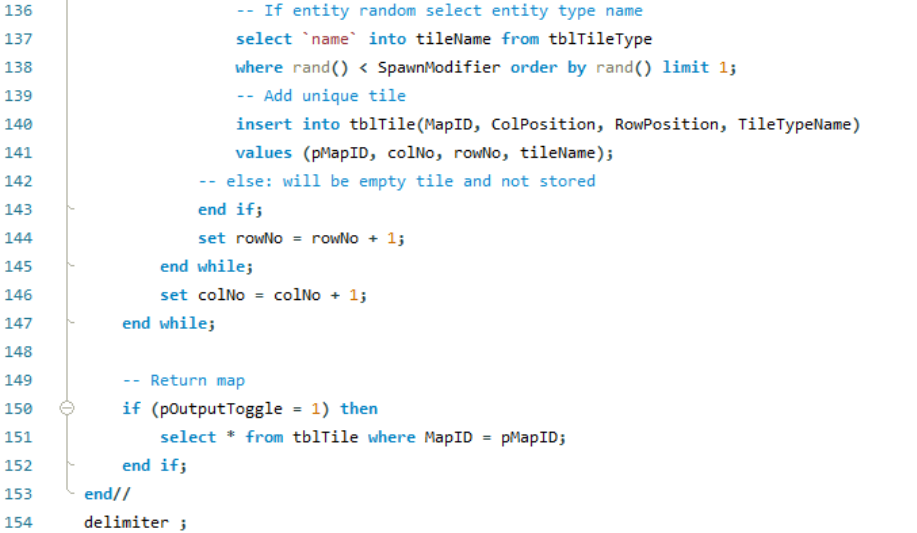 136 -- If entity random select entity type name
137 select `name` into tileName from tblTileType
138 where rand() < SpawnModifier order by rand() limit 1;
139 -- Add unique tile
140 insert into tblTile(MapID, ColPosition, RowPosition, TileTypeName)
141 values (pMapID, colNo, rowNo, tileName);
142 -- else: will be empty tile and not stored
143 end if;
144 set rowNo = rowNo + 1;
145 end while;
146 set colNo = colNo + 1;
147 end while;
148
149 -- Return map
150 if (pOutputToggle = 1) then
151 select * from tblTile where MapID = pMapID;
152 end if;
153 end//
154 delimiter ;